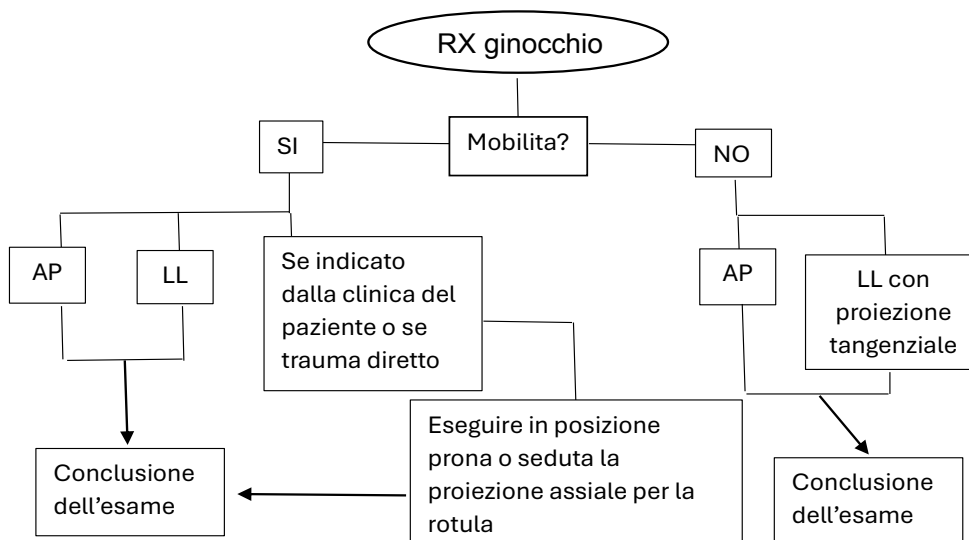 RX ginocchio
SI
Mobilita?
NO
AP
LL
Se indicato
dalla clinica del
paziente o se
trauma diretto
AP
LL con
proiezione
tangenziale
Conclusione
dell’esame
Eseguire in posizione
prona o seduta la
proiezione assiale per la
rotula
Conclusione
dell’esame